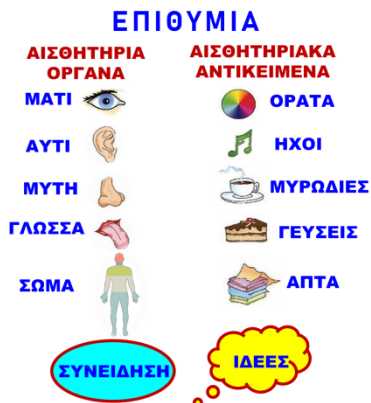 ΕΠΙΘΥΜΙΑ
ΑΙΣΘΗΤΗΡΙΑ
ΟΡΓΑΝΑ
ΑΙΣΘΗΤΗΡΙΑΚΑ
ΑΝΤΙΚΕΙΜΕΝΑ
ΜΑΤΙ
ΟΡΑΤΑ
ΑΥΤΙ
ΗΧΟΙ
ΜΥΤΗ
ΜΥΡΩΔΙΕΣ
ΓΛΩΣΣΑ
ΓΕΥΣΕΙΣ
ΣΩΜΑ
ΑΠΤΑ
ΣΥΝΕΙΔΗΣΗ
ΙΔΕΕΣ